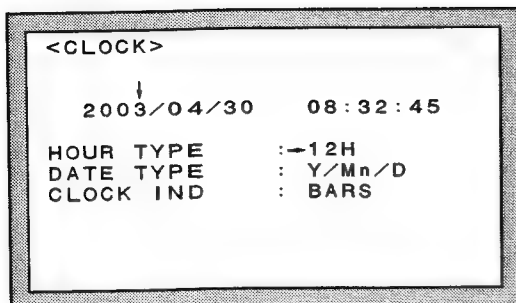 <CLOCK>
2003/04/30 08:32:45
HOUR TYPE :→12H
DATE TYPE : Y/Mn/D
CLOCK IND : BARS